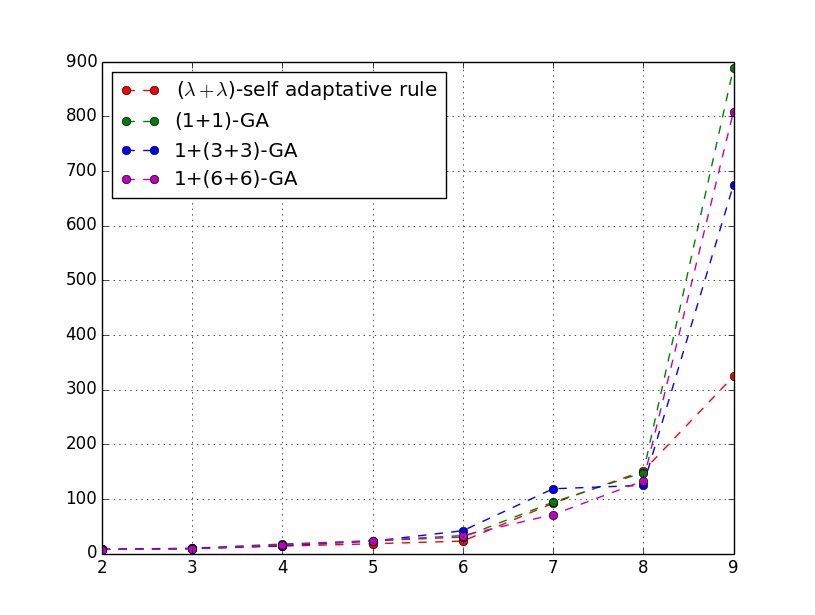 900
800
700
600
500
400
300
200
100
0
(λ + λ)-self adaptative rule
(1+1)-GA
1+(3+3)-GA
1+(6+6)-GA
2 3 4 5 6 7 8 9